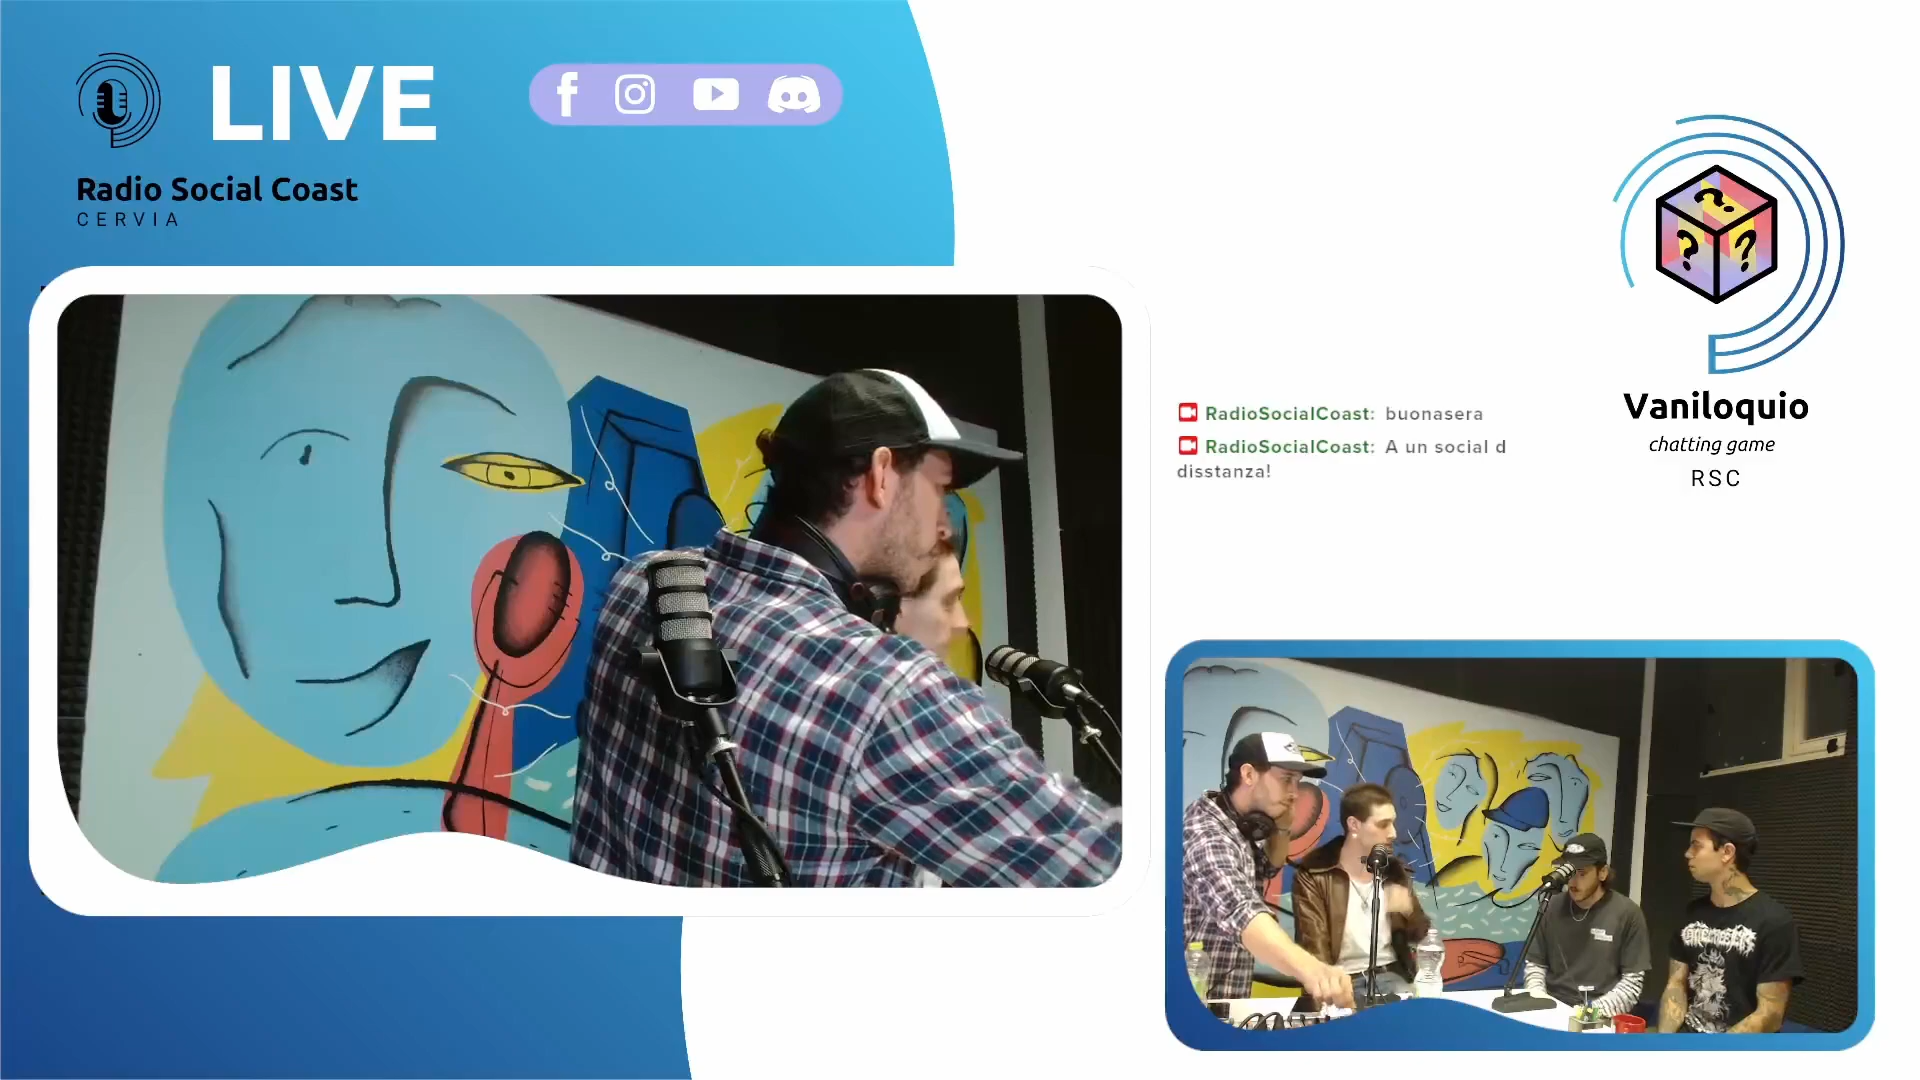 LIVE
Radio Social Coast
CERVIA
RadioSocialCoast: buonasera
RadioSocialCoast: A un social d
disstanza!
Vaniloquio
chatting game
RSC